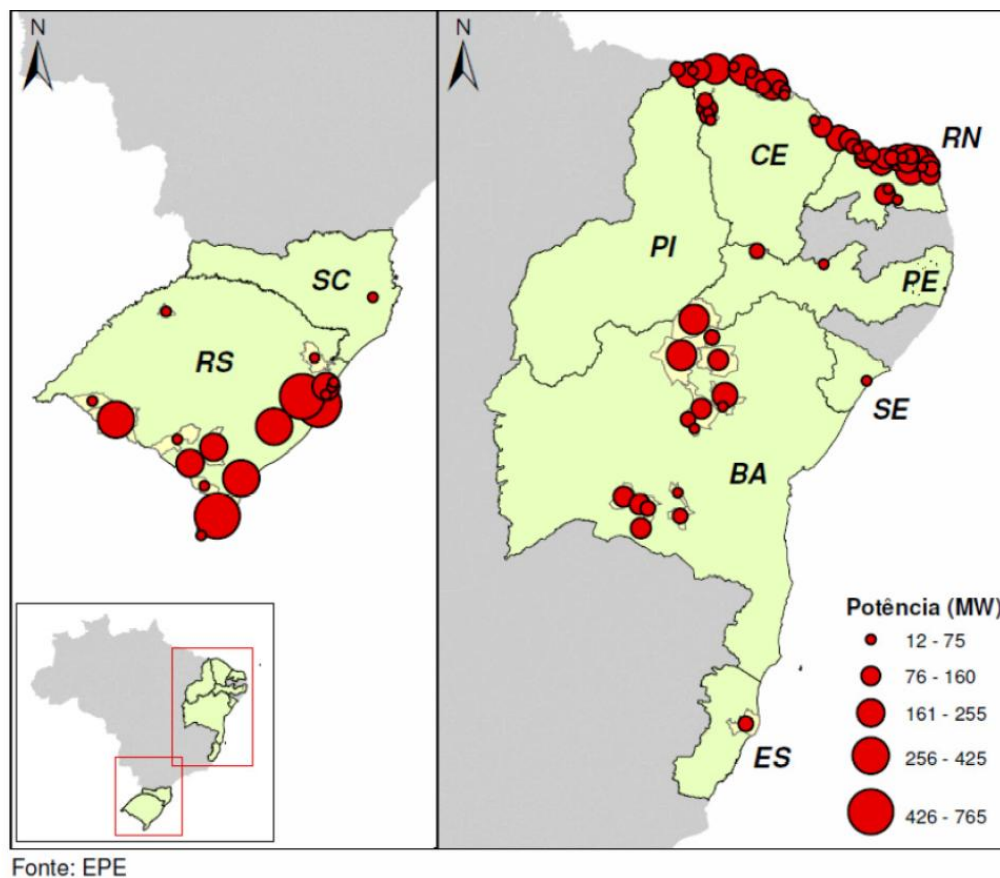 N
SC
RS
N
RN
CE
PI
PE
SE
BA
ES
Potência (MW)
12 - 75
76 - 160
161 - 255
256 - 425
426 - 765
Fonte: EPE